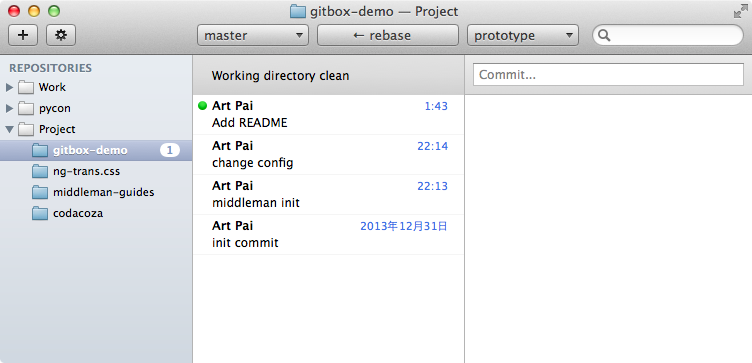 gitbox-demo — Project
master
← rebase
prototype
REPOSITORIES
Work
pycon
Project
gitbox-demo 1
ng-trans.css
middleman-guides
codacoza
Working directory clean
Art Pai 1:43
Add README
Art Pai 22:14
change config
Art Pai 22:13
middleman init
Art Pai 2013年12月31日
init commit
Commit...